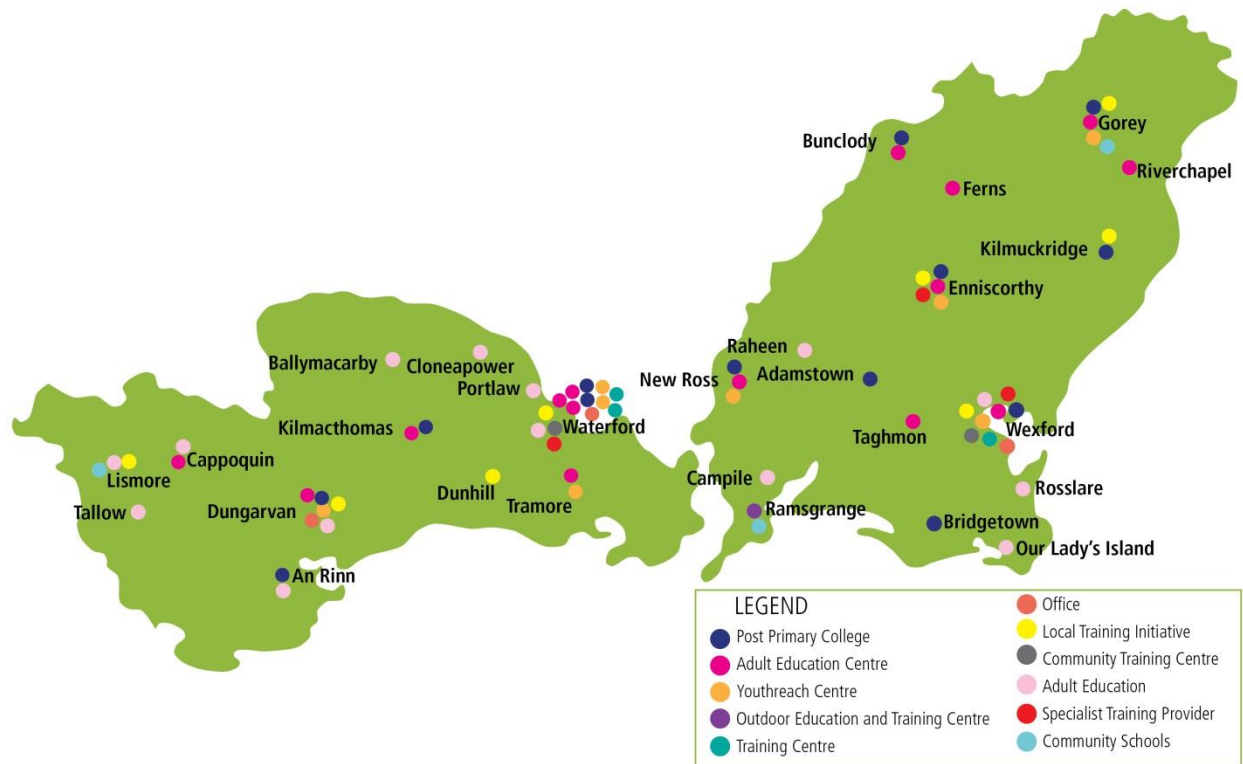 Gorey
Bunclody
Riverchapel
Ferns
Kilmuckridge
Enniscorthy
Raheen
Ballymacarby
Cloneapower
Adamstown
New Ross
Portlaw
Kilmacthomas
Waterford
Taghmon
Wexford
Cappoquin
Lismore
Campile
Rosslare
Dunhill
Tramore
Tallow
Dungarvan
Ramsgrange
Bridgetown
Our Lady's Island
An Rinn
LEGEND
Post Primary College
Adult Education Centre
Youthreach Centre
Outdoor Education and Training Centre
Training Centre
Office
Local Training Initiative
Community Training Centre
Adult Education
Specialist Training Provider
Community Schools